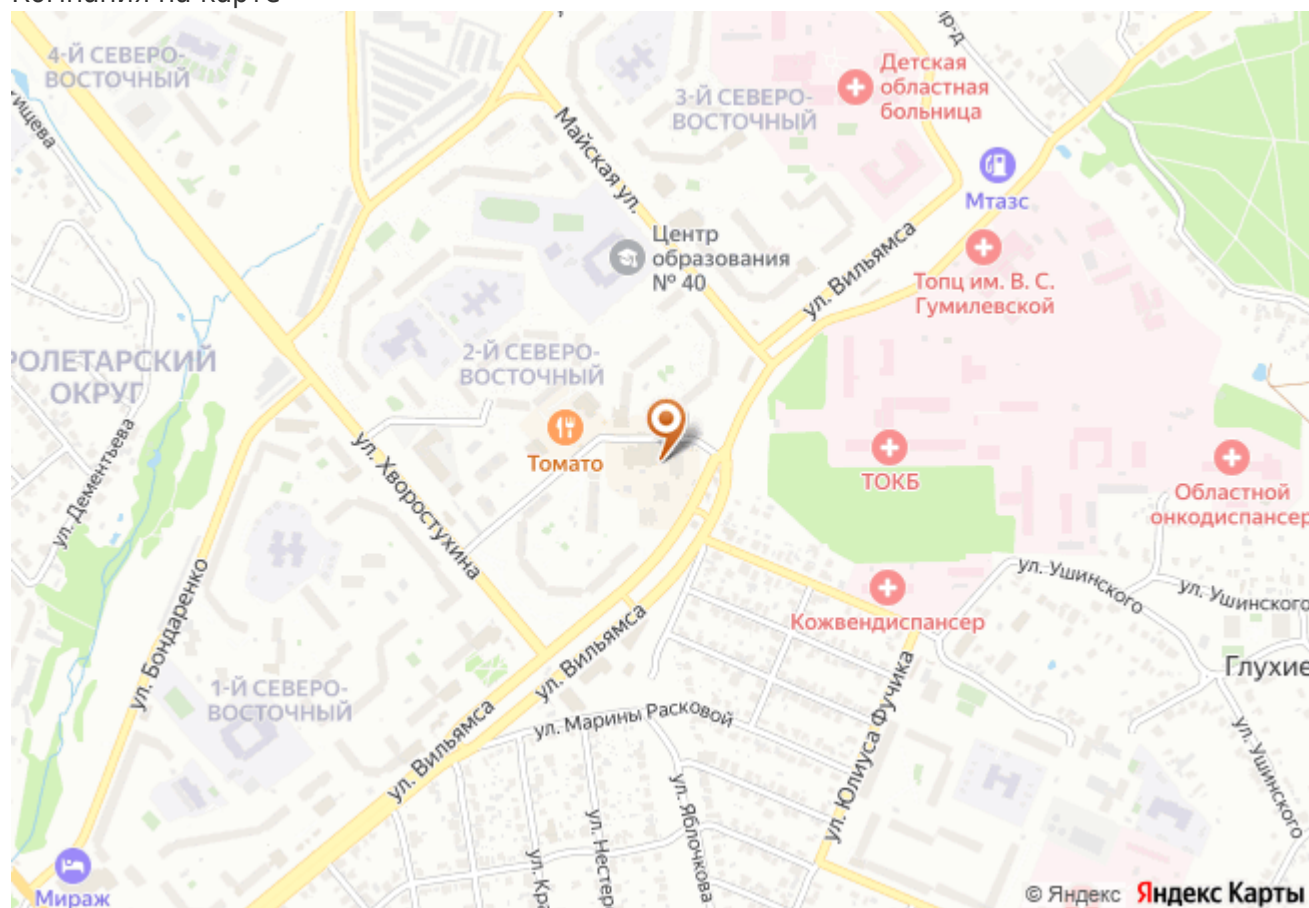 4-Й СЕВЕРО-
ВОСТОЧНЫЙ
3-Й СЕВЕРО-
ВОСТОЧНЫЙ
Детская
областная
больница
Майская ул.
Мтазс
Центр
образования
№ 40
ул. Вильямса
Топц им. В. С.
Гумилевской
2-Й СЕВЕРО-
ВОСТОЧНЫЙ
РОЛЕТАРСКИЙ
ОКРУГ
ул. Дементьева
ул. Хворостухина
Томато
ТОКБ
Областной
онкодиспансер
ул. Бондаренко
Кожвендиспансер
ул. Ушинского
ул. Ушинского
Глухие
1-Й СЕВЕРО-
ВОСТОЧНЫЙ
ул. Вильямса
ул. Вильямса
ул. Марины Расковой
ул. Юлиуса Фучика
ул. Ушинского
ул. Яблочкова
ул. Нестер
ул. Кра
Мираж
© Яндекс Яндекс Карты